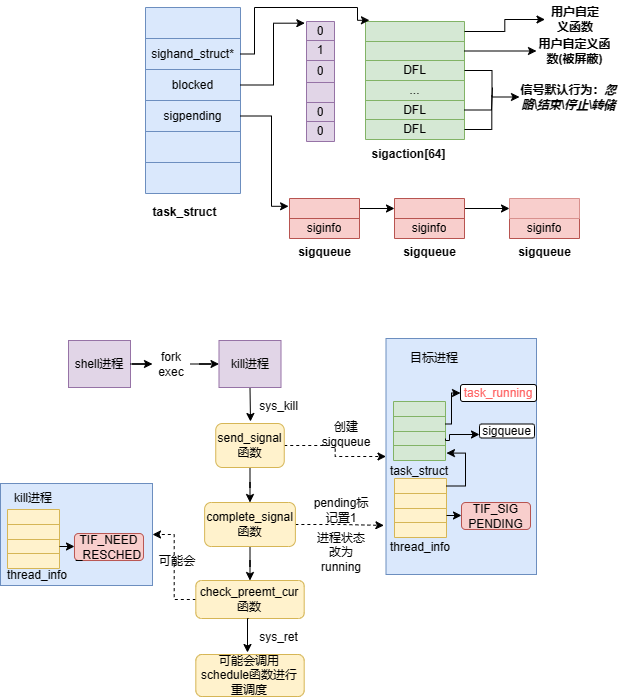 用户自定
义函数
sighand_struct*
用户自定义函
数(被屏蔽)
blocked
sigpending
0
1
0
0
0
DFL
...
DFL
DFL
信号默认行为：忽
略\结束\停止\转储
sigaction[64]
task_struct
siginfo
siginfo
siginfo
sigqueue
sigqueue
sigqueue
shell进程
fork
exec
kill进程
目标进程
sys_kill
task_running
send_signal
函数
创建
sigqueue
sigqueue
task_struct
kill进程
complete_signal
函数
pending标
记置1
进程状态
改为
running
TIF_SIG
PENDING
thread_info
TIF_NEED
_RESCHED
可能会
thread_info
check_preemt_cur
函数
sys_ret
可能会调用
schedule函数进行
重调度